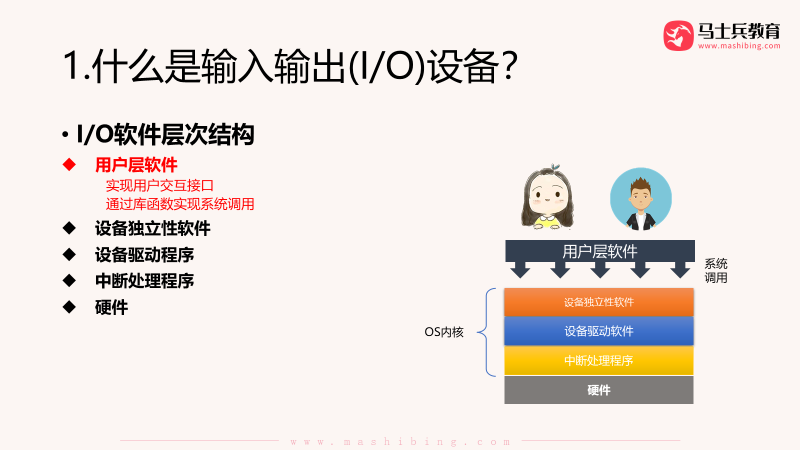 马士兵教育
www.mashibing.com
1.什么是输入输出(I/O)设备？
• I/O软件层次结构
◆ 用户层软件
实现用户交互接口
通过库函数实现系统调用
◆ 设备独立性软件
◆ 设备驱动程序
◆ 中断处理程序
◆ 硬件
用户层软件
系统
调用
OS内核
设备独立性软件
设备驱动软件
中断处理程序
硬件
www.mashibing.com